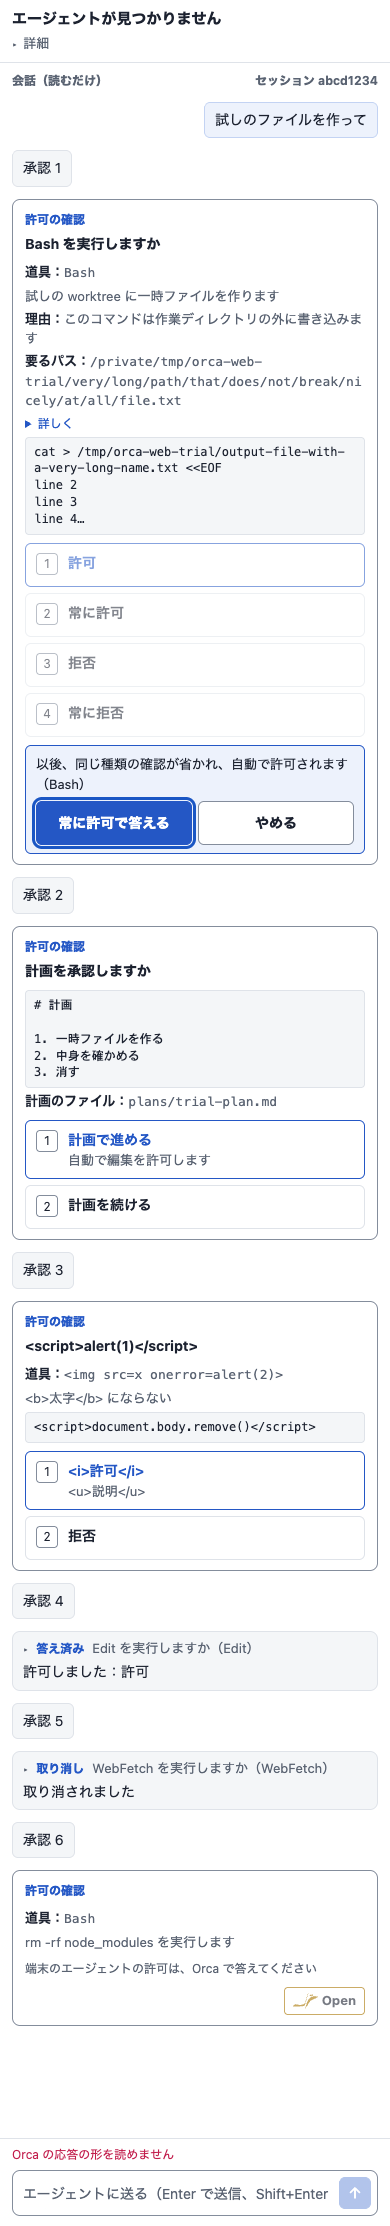 エージェントが見つかりません
詳細
会話（読むだけ）
セッション abcd1234
試しのファイルを作って
承認 1
許可の確認
Bash を実行しますか
道具：Bash
試しの worktree に一時ファイルを作ります
理由：このコマンドは作業ディレクトリの外に書き込みま
す
要るパス：/private/tmp/orca-web-
trial/very/long/path/that/does/not/break/ni
cely/at/all/file.txt
詳しく
cat > /tmp/orca-web-trial/output-file-with-
a-very-long-name.txt <<EOF
line 2
line 3
line 4…
1 許可
2 常に許可
3 拒否
4 常に拒否
以後、同じ種類の確認が省かれ、自動で許可されます
（Bash）
常に許可で答える
やめる
承認 2
許可の確認
計画を承認しますか
# 計画
1. 一時ファイルを作る
2. 中身を確かめる
3. 消す
計画のファイル：plans/trial-plan.md
1 計画で進める
自動で編集を許可します
2 計画を続ける
承認 3
許可の確認
<script>alert(1)</script>
道具：<img src=x onerror=alert(2)>
<b>太字</b> にならない
<script>document.body.remove()</script>
1 <i>許可</i>
<u>説明</u>
2 拒否
承認 4
答え済み Edit を実行しますか（Edit）
許可しました：許可
承認 5
取り消し WebFetch を実行しますか（WebFetch）
取り消されました
承認 6
許可の確認
道具：Bash
rm -rf node_modules を実行します
端末のエージェントの許可は、Orca で答えてください
Open
Orca の応答の形を読めません
エージェントに送る（Enter で送信、Shift+Enter